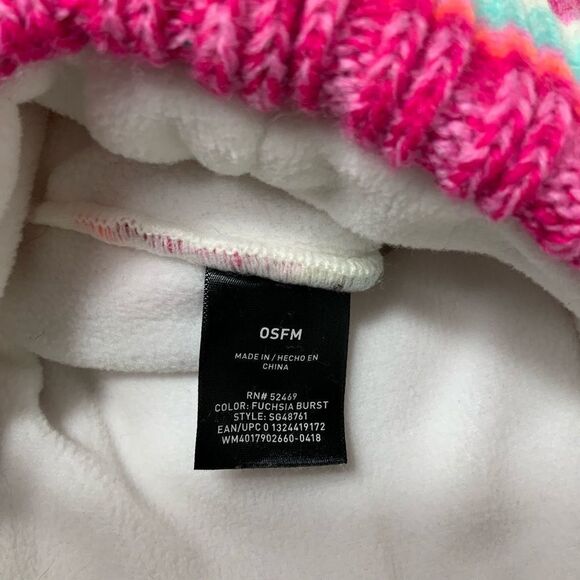 OSFM
MADE IN / HECHO EN
CHINA
RN# 52469
COLOR: FUCHSIA BURST
STYLE: SG48761
EAN/UPC 0 1324419172
WM4017902660-0418